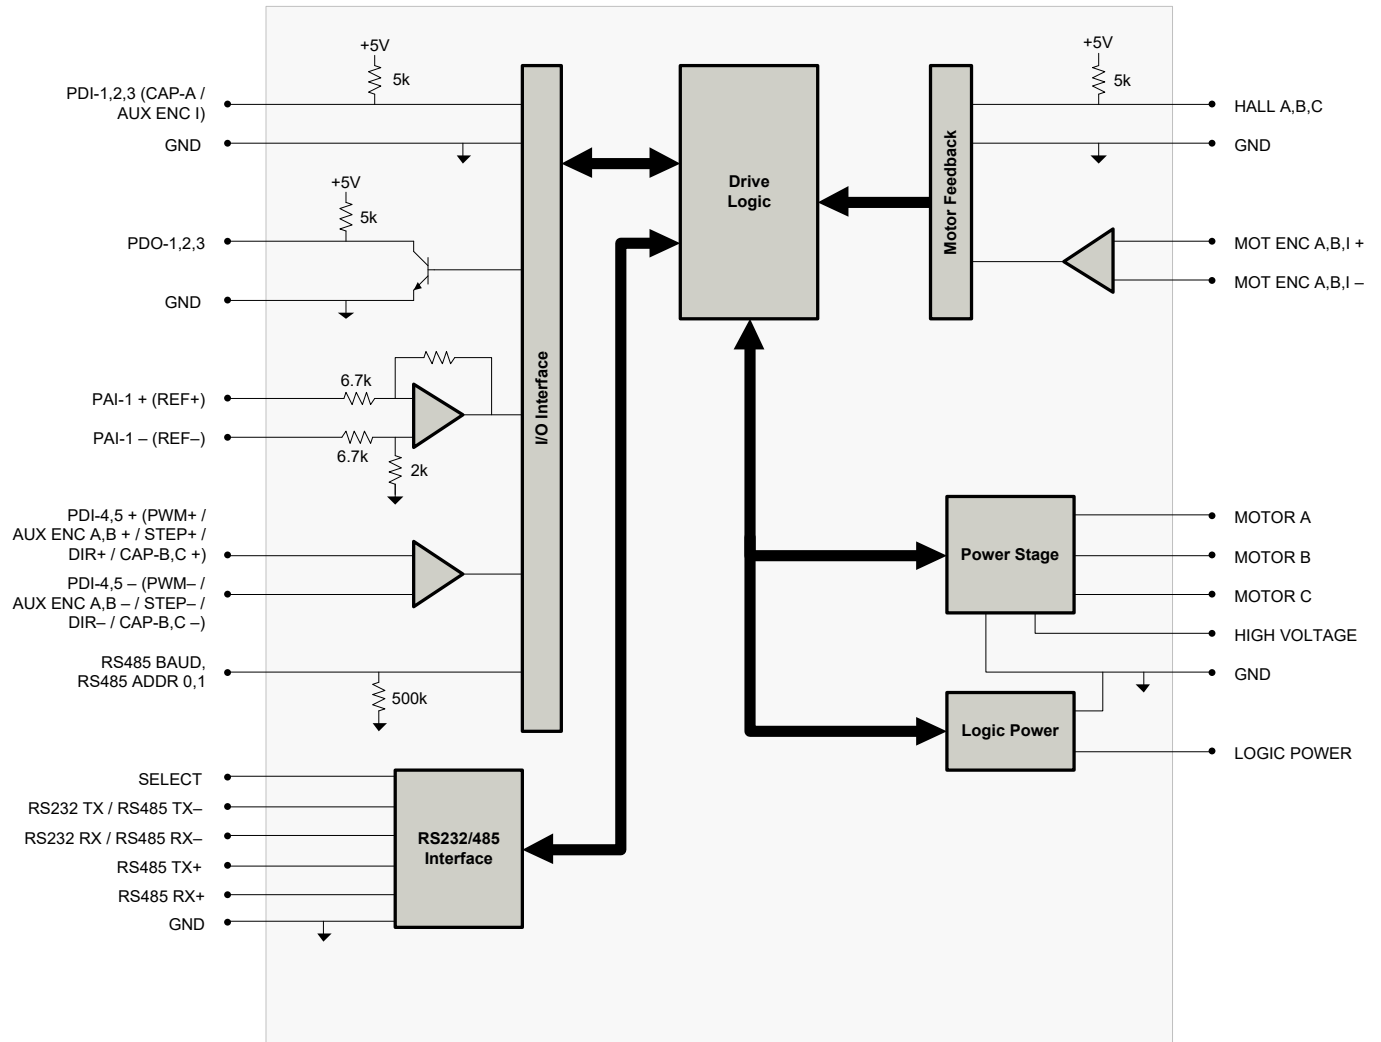 +5V
5k
PDI-1,2,3 (CAP-A /
AUX ENC I)
GND
+5V
5k
PDO-1,2,3
GND
6.7k
PAI-1 + (REF+)
PAI-1 – (REF–)
6.7k
2k
PDI-4,5 + (PWM+ /
AUX ENC A,B + / STEP+ /
DIR+ / CAP-B,C +)
PDI-4,5 – (PWM– /
AUX ENC A,B – / STEP– /
DIR– / CAP-B,C –)
RS485 BAUD,
RS485 ADDR 0,1
500k
I/O Interface
SELECT
RS232 TX / RS485 TX–
RS232 RX / RS485 RX–
RS485 TX+
RS485 RX+
GND
RS232/485
Interface
Drive
Logic
Motor Feedback
+5V
5k
HALL A,B,C
GND
MOT ENC A,B,I +
MOT ENC A,B,I –
Power Stage
MOTOR A
MOTOR B
MOTOR C
HIGH VOLTAGE
GND
Logic Power
LOGIC POWER